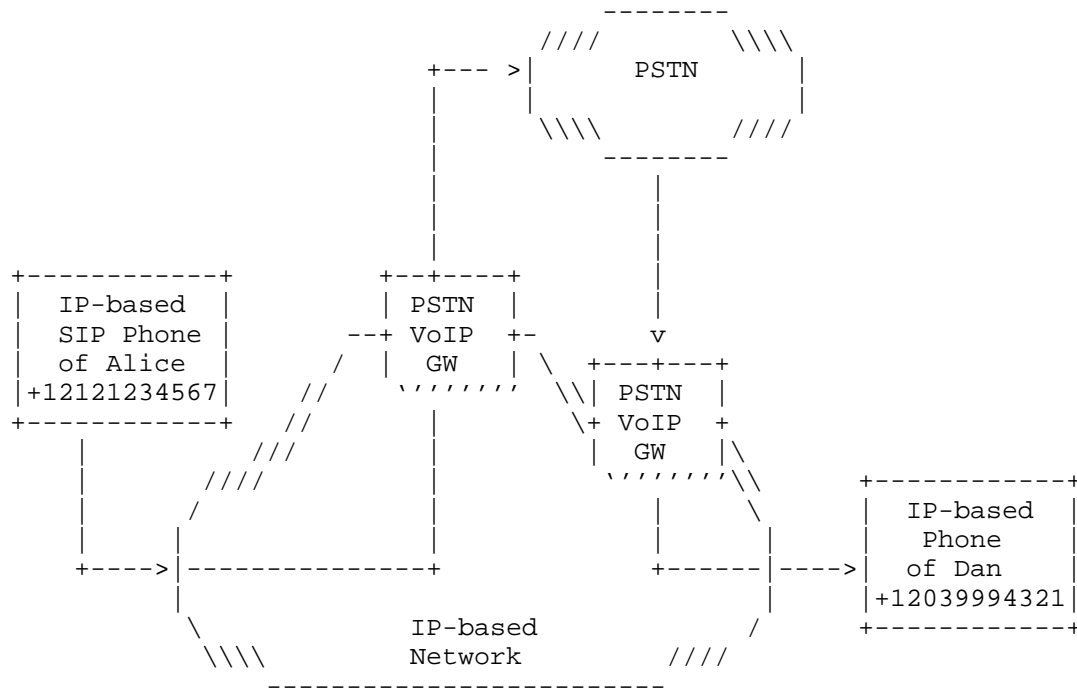 PSTN
IP-based
SIP Phone
of Alice
+12121234567
PSTN
VoIP
GW
PSTN
VoIP
GW
IP-based
Phone
of Dan
+12039994321
IP-based
Network